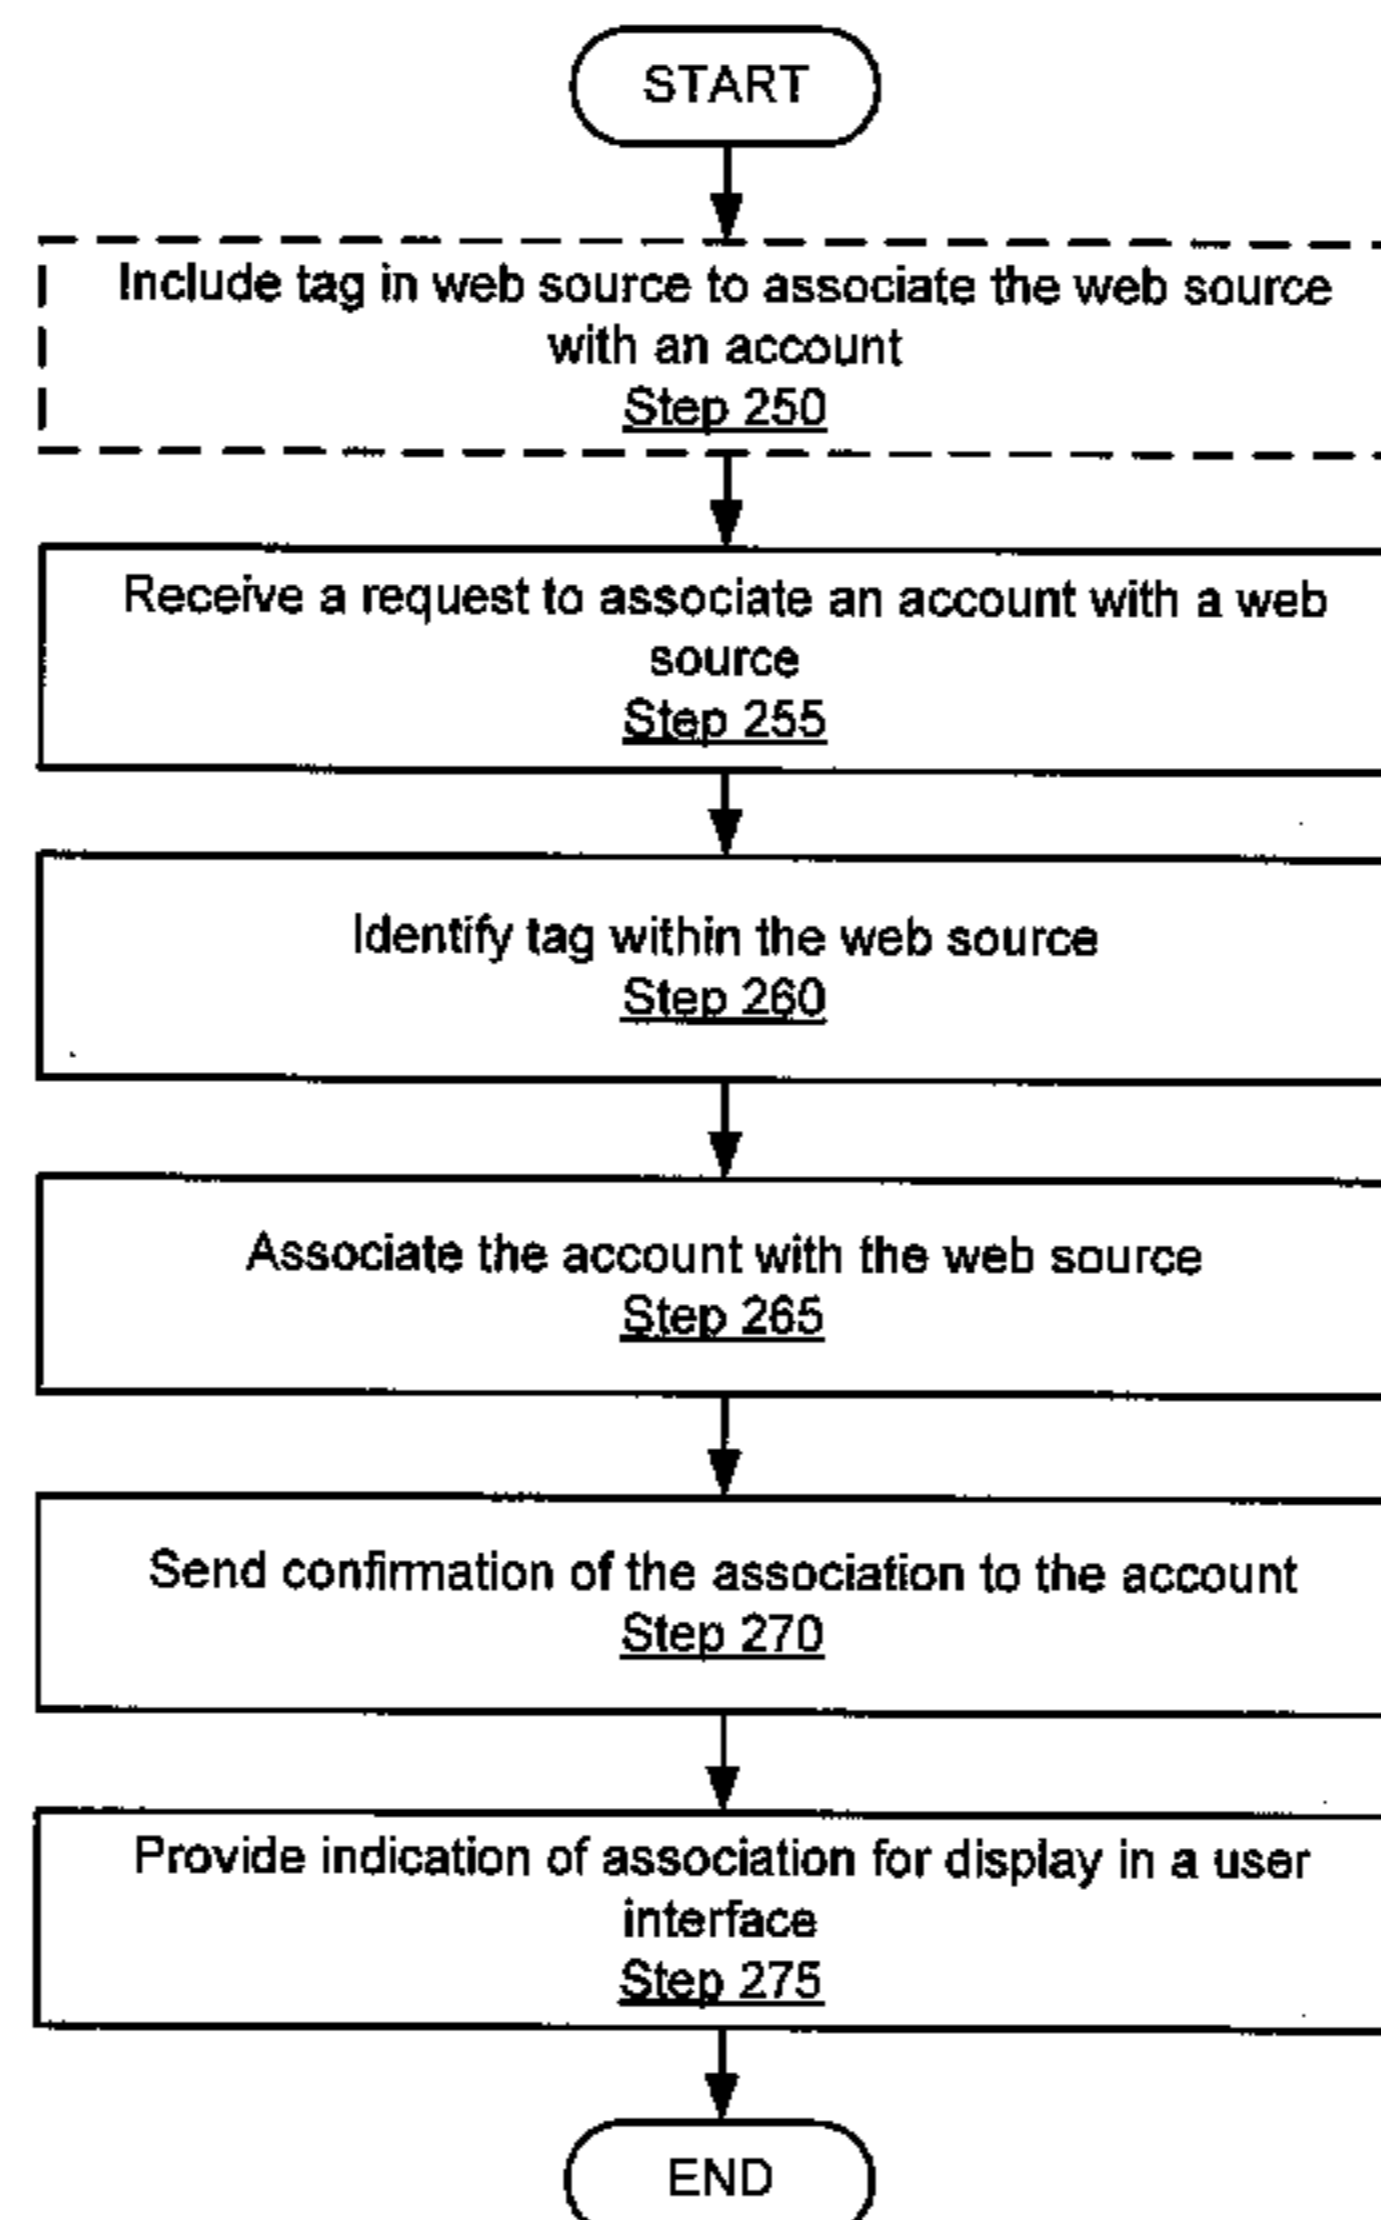 START
Include tag in web source to associate the web source
with an account
Step 250
Receive a request to associate an account with a web
source
Step 255
Identify tag within the web source
Step 260
Associate the account with the web source
Step 265
Send confirmation of the association to the account
Step 270
Provide indication of association for display in a user
interface
Step 275
END